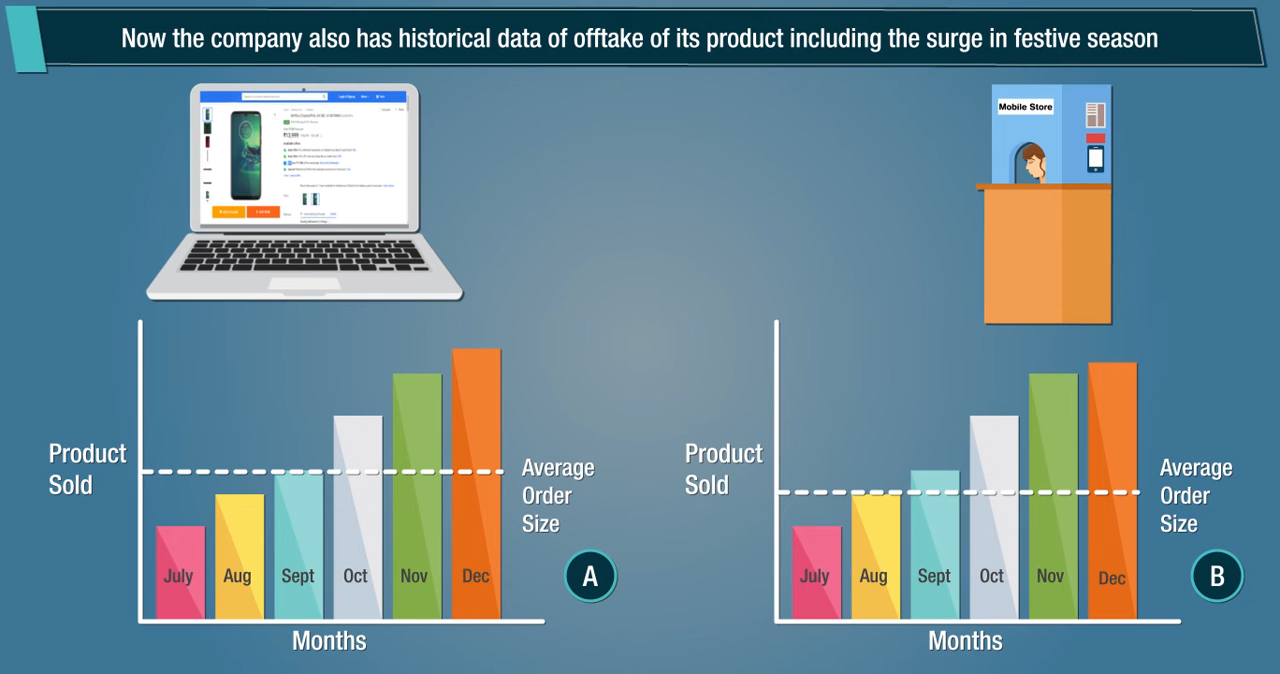 Now the company also has historical data of offtake of its product including the surge in festive season
Mobile Store
Product
Sold
Average
Order
Size
July
Aug
Sept
Oct
Nov
Dec
A
Months
Product
Sold
Average
Order
Size
July
Aug
Sept
Oct
Nov
Dec
B
Months